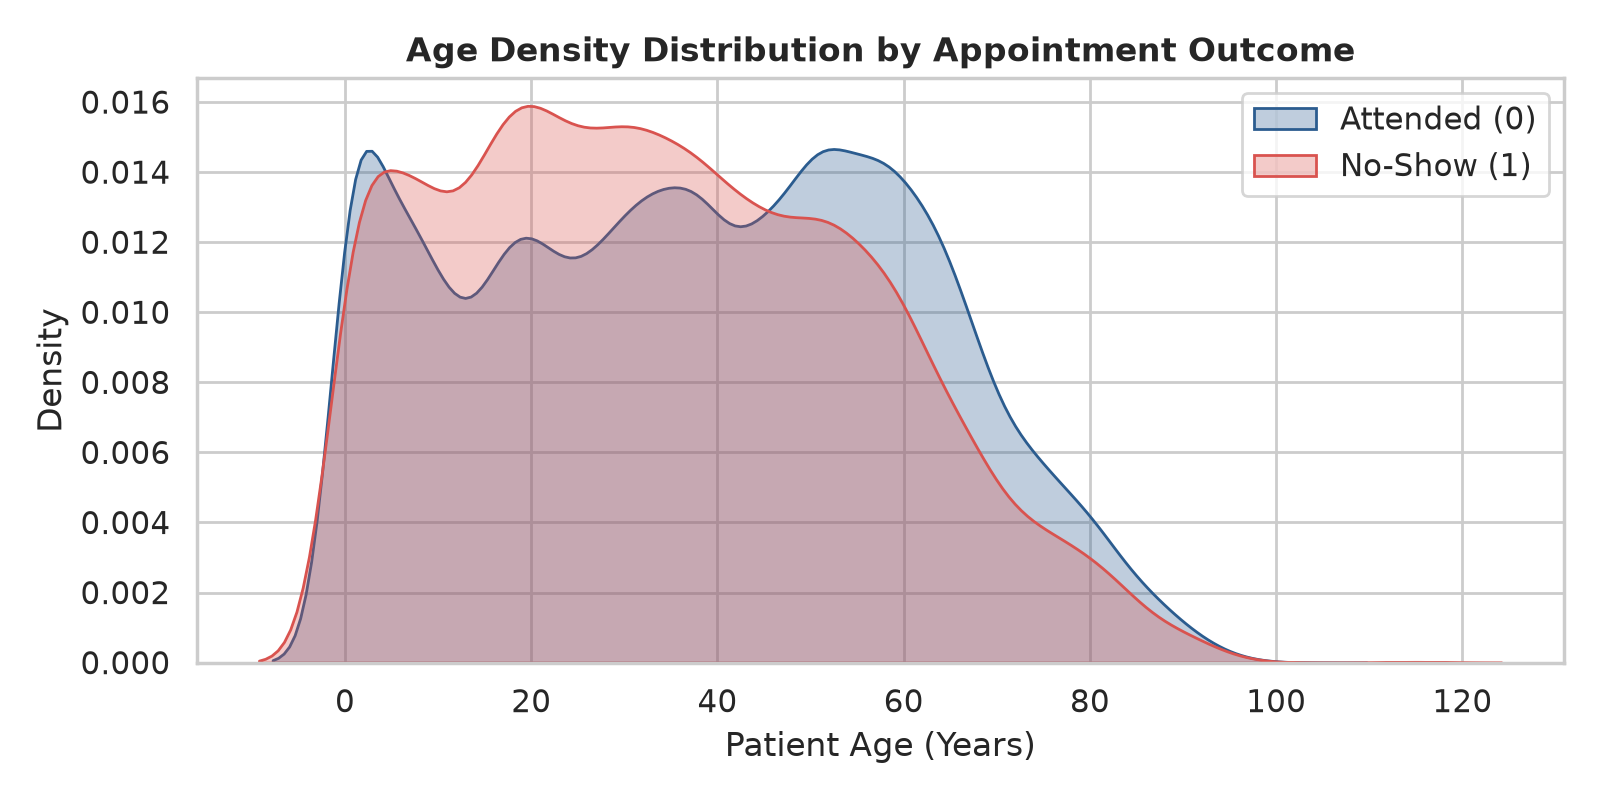 Age Density Distribution by Appointment Outcome
Attended (0)
No-Show (1)
Density
0.016
0.014
0.012
0.010
0.008
0.006
0.004
0.002
0.000
0 20 40 60 80 100 120
Patient Age (Years)